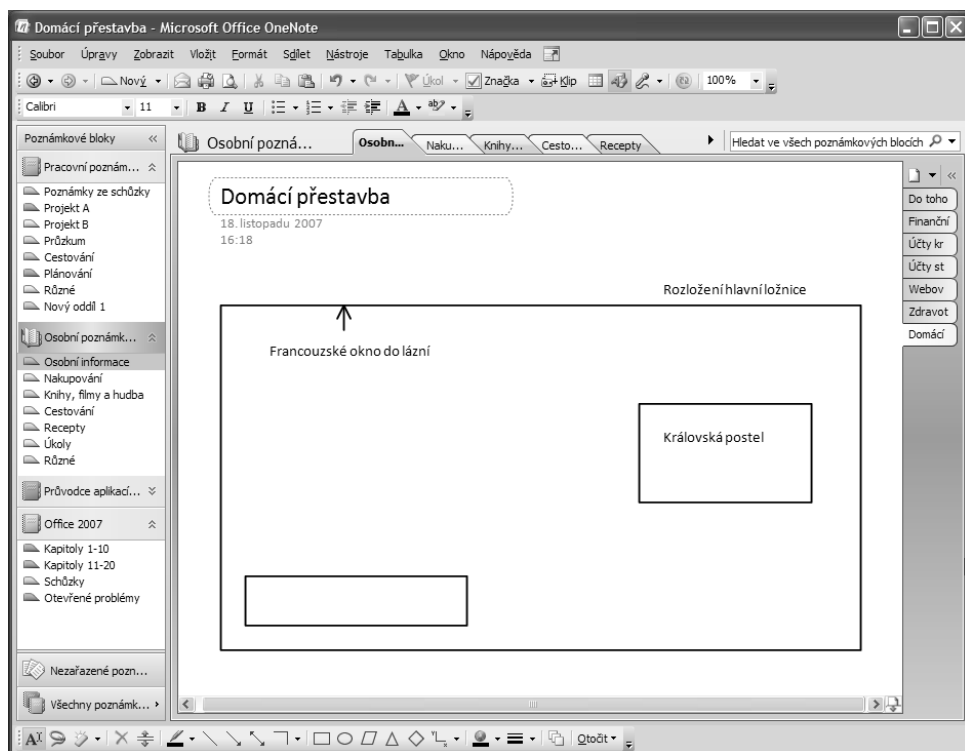 Domácí přestavba - Microsoft Office OneNote
Soubor Úpravy Zobrazit Vložit Formát Sdílet Nástroje Tabulka Okno Nápověda
Nový Úkol Značka Klip 100%
Calibri 11 B I U A ab
Poznámkové bloky «
Pracovní poznám...
Poznámky ze schůzky
Projekt A
Projekt B
Průzkum
Cestování
Plánování
Různé
Nový oddíl 1
Osobní poznámk...
Osobní informace
Nakupování
Knihy, filmy a hudba
Cestování
Recepty
Úkoly
Různé
Průvodce aplikací...
Office 2007
Kapitoly 1-10
Kapitoly 11-20
Schůzky
Otevřené problémy
Nezařazené pozn...
Všechny poznámk...
Osobní pozná... Osobn... Naku... Knihy... Cesto... Recepty Hledat ve všech poznámkových blocích
Domácí přestavba
18. listopadu 2007
16:18
Rozložení hlavní ložnice
Francouzské okno do lázní
Královská postel
«
Do toho
Finanční
Účty kr
Účty st
Webov
Zdravot
Domácí
Otočit